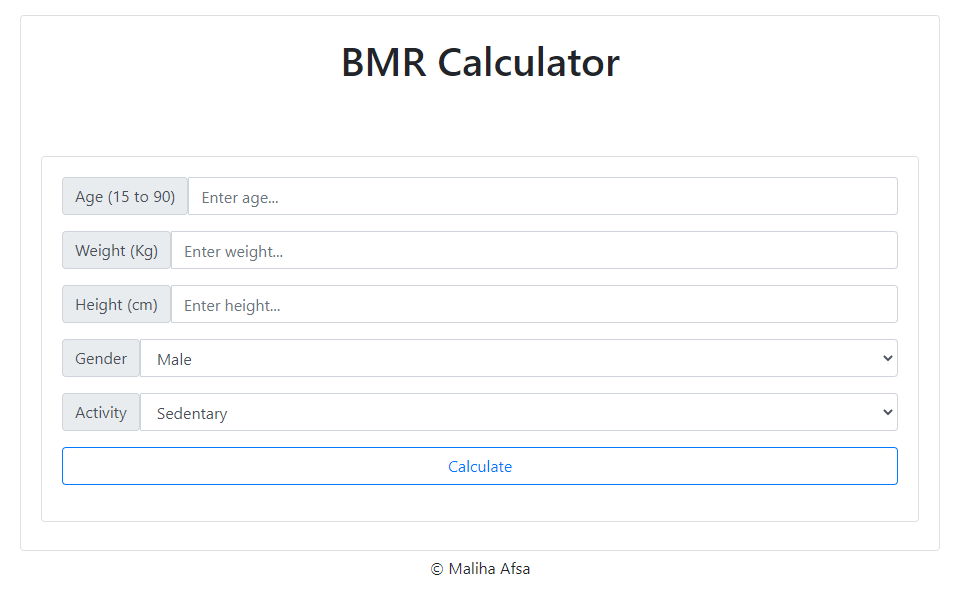 BMR Calculator
Age (15 to 90) Enter age...
Weight (Kg) Enter weight...
Height (cm) Enter height...
Gender Male
Activity Sedentary
Calculate
© Maliha Afsa